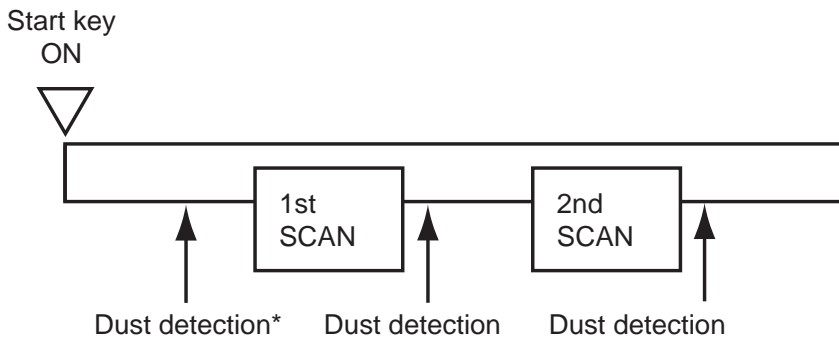 Start key
ON
1st
SCAN
2nd
SCAN
Dust detection*
Dust detection
Dust detection